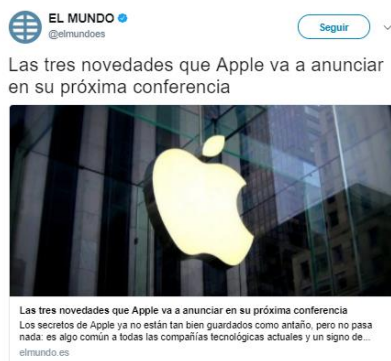 EL MUNDO
@elmundoes
Seguir
Las tres novedades que Apple va a anunciar
en su próxima conferencia
Las tres novedades que Apple va a anunciar en su próxima conferencia
Los secretos de Apple ya no están tan bien guardados como antaño, pero no pasa
nada: es algo común a todas las compañías tecnológicas actuales y un signo de...
elmundo.es